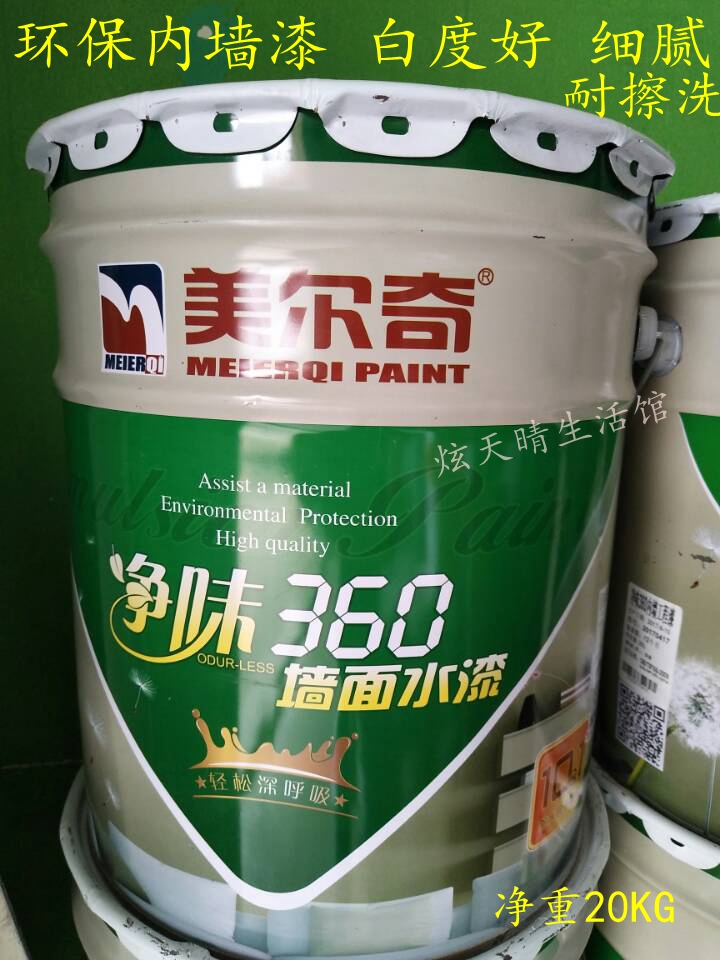 环保内墙漆 白度好 细腻
耐擦洗
美尔奇®
MEIERQI
MEIERQI PAINT
炫天晴生活馆
Assist a material
Environmental Protection
High quality
净味360
ODUR-LESS
墙面水漆
★轻松深呼吸★
净重20KG